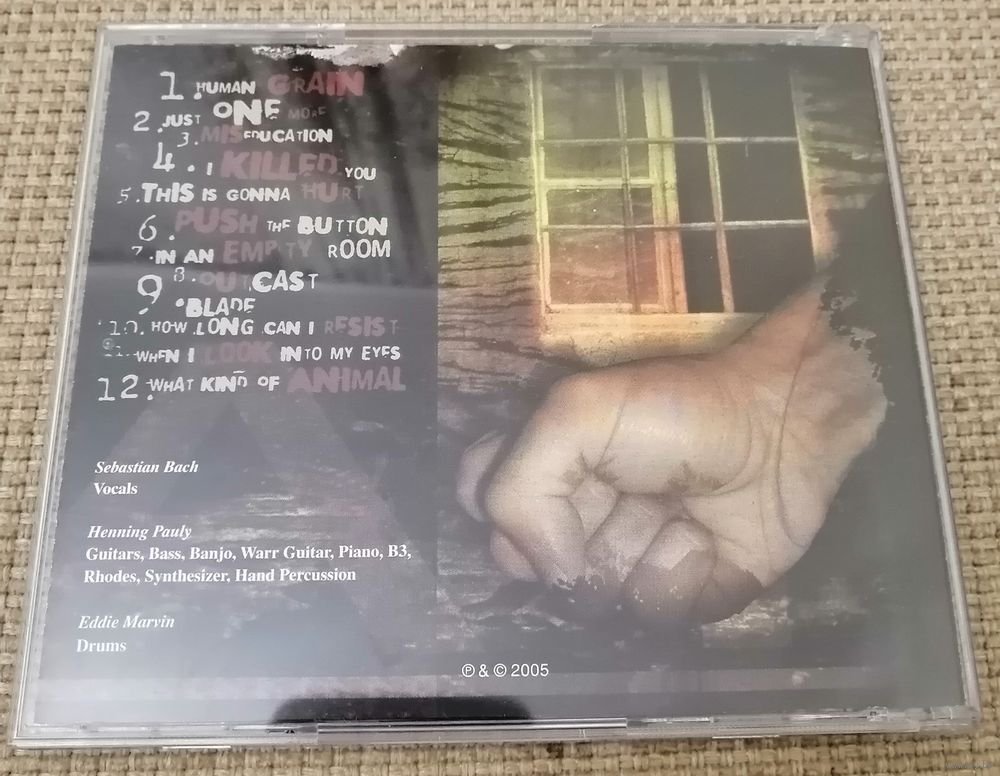 1. HUMAN GRAIN
2. JUST ONE MORE
3. MISEDUCATION
4. I KILLED YOU
5. THIS IS GONNA HURT
6. PUSH THE BUTTON
7. IN AN EMPTY ROOM
8. OUTCAST
9. BLADE
10. HOW LONG CAN I RESIST
11. WHEN I LOOK INTO MY EYES
12. WHAT KIND OF ANIMAL
Sebastian Bach
Vocals
Henning Pauly
Guitars, Bass, Banjo, Warr Guitar, Piano, B3,
Rhodes, Synthesizer, Hand Percussion
Eddie Marvin
Drums
℗ & © 2005